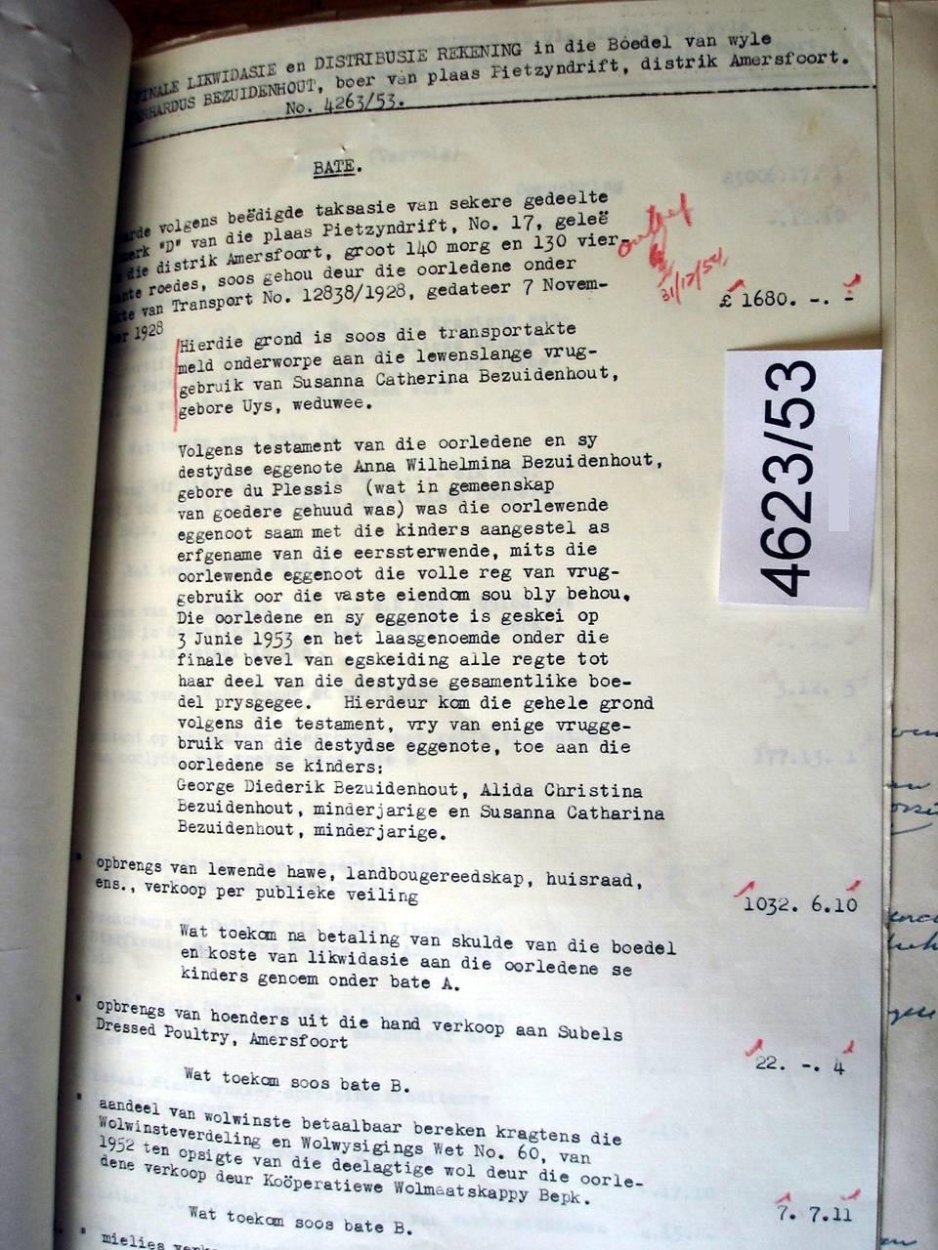 FINALE LIKWIDASIE en DISTRIBUSIE REKENING in die Boedel van wyle
BEZUIDENHOUT, boer van plaas Pietzyndrift, distrik Amersfoort.
No. 4263/53.
BATE.
volgens beëdigde taksasie van sekere gedeelte
"D" van die plaas Pietzyndrift, No. 17, geleë
die distrik Amersfoort, groot 140 morg en 130 vier-
roedes, soos gehou deur die oorledene onder
van Transport No. 12838/1928, gedateer 7 Novem-
1928
31/12/54
£ 1680. -. -
Hierdie grond is soos die transportakte
meld onderworpe aan die lewenslange vrug-
gebruik van Susanna Catherina Bezuidenhout,
gebore Uys, weduwee.
4623/53
Volgens testament van die oorledene en sy
destydse eggenote Anna Wilhelmina Bezuidenhout,
gebore du Plessis (wat in gemeenskap
van goedere gehuud was) was die oorlewende
eggenoot saam met die kinders aangestel as
erfgename van die eerssterwende, mits die
oorlewende eggenoot die volle reg van vrug-
gebruik oor die vaste eiendom sou bly behou.
Die oorledene en sy eggenote is geskei op
3 Junie 1953 en het laasgenoemde onder die
finale bevel van egskeiding alle regte tot
haar deel van die destydse gesamentlike boe-
del prysgegee. Hierdeur kom die gehele grond
volgens die testament, vry van enige vrugge-
bruik van die destydse eggenote, toe aan die
oorledene se kinders:
George Diederik Bezuidenhout, Alida Christina
Bezuidenhout, minderjarige en Susanna Catharina
Bezuidenhout, minderjarige.
opbrengs van lewende hawe, landbougereedskap, huisraad,
ens., verkoop per publieke veiling
1032. 6.10
Wat toekom na betaling van skulde van die boedel
en koste van likwidasie aan die oorledene se
kinders genoem onder bate A.
opbrengs van hoenders uit die hand verkoop aan Subels
Dressed Poultry, Amersfoort
22. -. 4
Wat toekom soos bate B.
aandeel van wolwinste betaalbaar bereken kragtens die
Wolwinsteverdeling en Wolwysigings Wet No. 60, van
1952 ten opsigte van die deelagtige wol deur die oorle-
dene verkoop deur Koöperatiewe Wolmaatskappy Bepk.
7. 7.11
Wat toekom soos bate B.
mielies